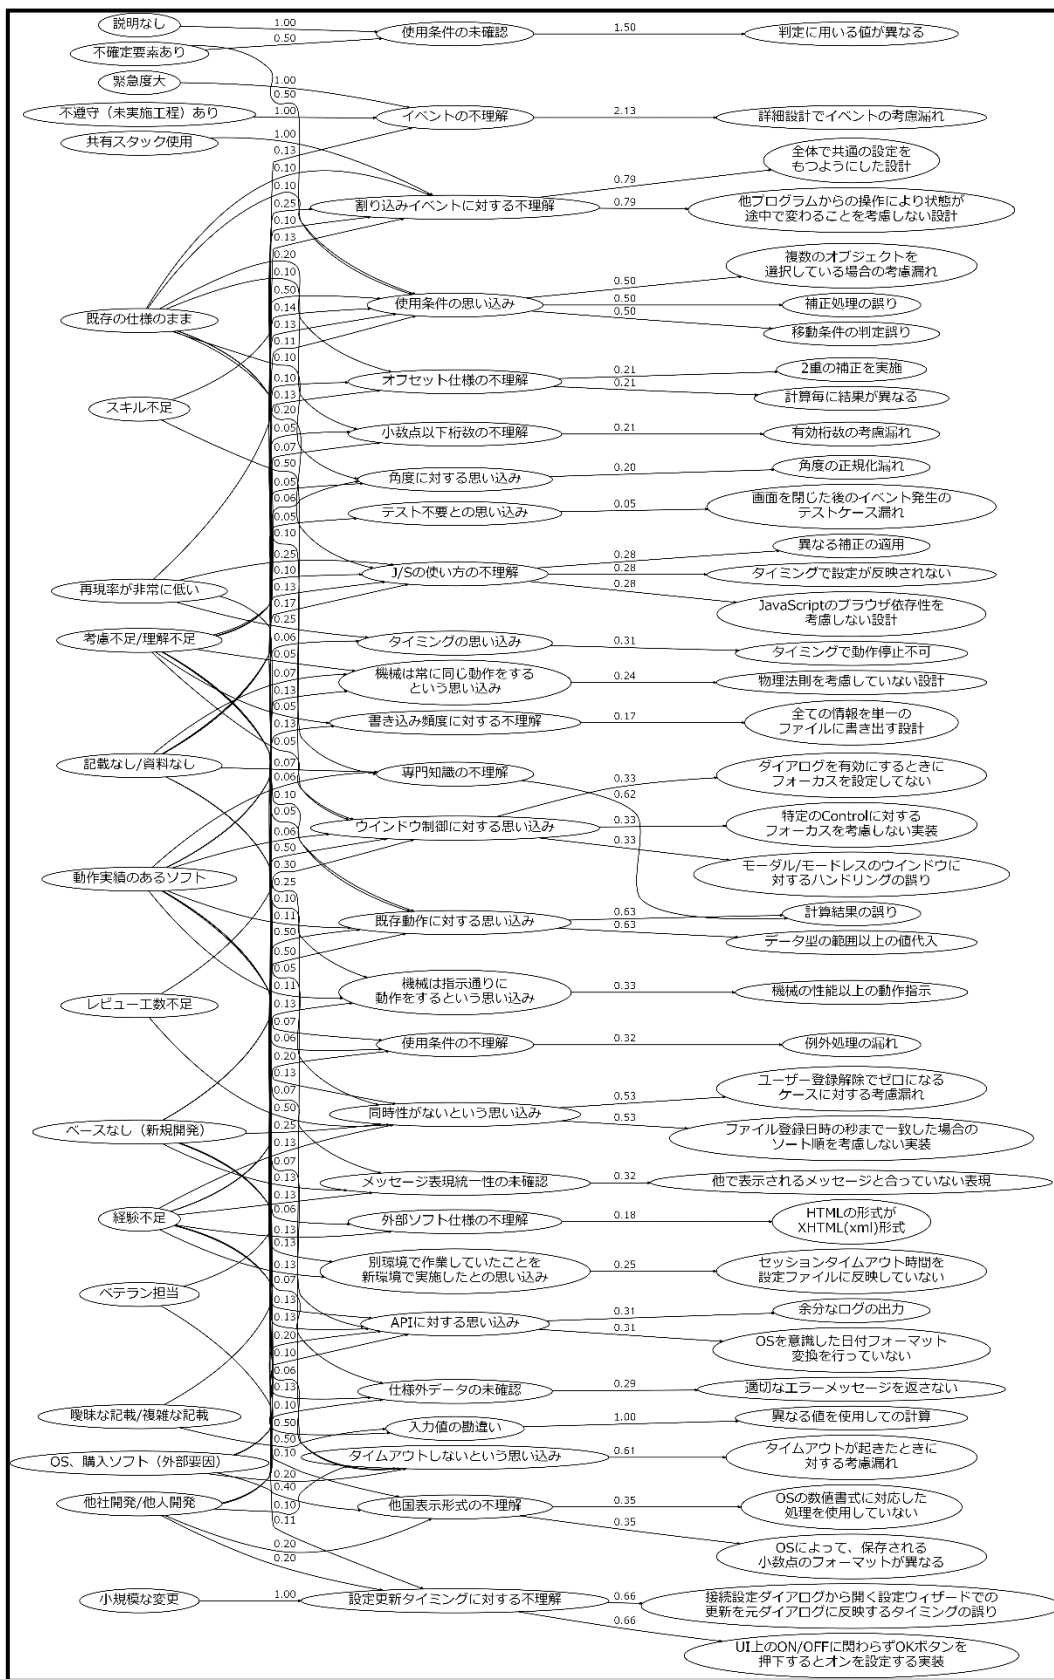 説明なし
1.00
使用条件の未確認
1.50
判定に用いる値が異なる
不確定要素あり
0.50
緊急度大
1.00
0.50
不遵守（未実施工程）あり
1.00
イベントの不理解
2.13
詳細設計でイベントの考慮漏れ
共有スタック使用
1.00
0.13
全体で共通の設定を
もつようにした設計
0.10
0.10
0.79
0.25
割り込みイベントに対する不理解
0.79
他プログラムからの操作により状態が
途中で変わることを考慮しない設計
0.10
0.13
0.20
複数のオブジェクトを
選択している場合の考慮漏れ
0.10
0.50
0.50
使用条件の思い込み
0.50
補正処理の誤り
0.14
0.50
既存の仕様のまま
0.13
移動条件の判定誤り
0.11
0.10
0.21
2重の補正を実施
0.10
オフセット仕様の不理解
0.21
0.13
計算毎に結果が異なる
スキル不足
0.20
0.05
小数点以下桁数の不理解
0.21
有効桁数の考慮漏れ
0.07
0.50
角度に対する思い込み
0.20
角度の正規化漏れ
0.05
0.06
画面を閉じた後のイベント発生の
テストケース漏れ
0.05
テスト不要との思い込み
0.05
0.10
異なる補正の適用
0.25
0.28
0.10
J/Sの使い方の不理解
0.28
タイミングで設定が反映されない
再現率が非常に低い
0.13
0.28
0.17
JavaScriptのブラウザ依存性を
考慮しない設計
0.25
考慮不足/理解不足
0.06
タイミングの思い込み
0.31
タイミングで動作停止不可
0.07
機械は常に同じ動作をする
という思い込み
0.24
物理法則を考慮していない設計
0.13
0.05
0.13
書き込み頻度に対する不理解
0.17
全ての情報を単一の
ファイルに書き出す設計
0.05
記載なし/資料なし
0.07
専門知識の不理解
0.06
0.33
ダイアログを有効にするときに
フォーカスを設定してない
0.10
0.62
0.05
0.06
ウインドウ制御に対する思い込み
0.33
特定のControlに対する
フォーカスを考慮しない実装
0.50
0.33
0.30
モーダル/モードレスのウインドウに
対するハンドリングの誤り
動作実績のあるソフト
0.25
0.10
0.11
既存動作に対する思い込み
0.63
計算結果の誤り
0.50
0.63
データ型の範囲以上の値代入
0.50
0.05
0.11
機械は指示通りに
動作をするという思い込み
0.33
機械の性能以上の動作指示
レビュー工数不足
0.13
0.07
0.06
使用条件の不理解
0.32
例外処理の漏れ
0.20
0.13
0.07
ユーザー登録解除でゼロになる
ケースに対する考慮漏れ
0.50
同時性がないという思い込み
0.53
0.53
0.25
ファイル登録日時の秒まで一致した場合の
ソート順を考慮しない実装
ベースなし（新規開発）
0.13
0.07
0.13
メッセージ表現統一性の未確認
0.32
他で表示されるメッセージと合っていない表現
0.13
0.06
経験不足
外部ソフト仕様の不理解
0.18
HTMLの形式が
XHTML(xml)形式
0.13
0.13
別環境で作業していたことを
新環境で実施したとの思い込み
0.25
セッションタイムアウト時間を
設定ファイルに反映していない
0.07
ベテラン担当
0.13
0.31
余分なログの出力
0.13
APIに対する思い込み
0.31
0.20
OSを意識した日付フォーマット
変換を行っていない
0.10
0.06
0.13
仕様外データの未確認
0.29
適切なエラーメッセージを返さない
0.10
曖昧な記載/複雑な記載
0.50
入力値の勘違い
1.00
異なる値を使用しての計算
0.50
0.10
タイムアウトしないという思い込み
0.61
タイムアウトが起きたときに
対する考慮漏れ
OS、購入ソフト（外部要因）
0.20
0.40
0.35
OSの数値書式に対応した
処理を使用していない
他社開発/他人開発
0.10
他国表示形式の不理解
0.11
0.35
0.20
OSによって、保存される
小数点のフォーマットが異なる
0.20
小規模な変更
1.00
設定更新タイミングに対する不理解
0.66
接続設定ダイアログから開く設定ウィザードでの
更新を元ダイアログに反映するタイミングの誤り
0.66
UI上のON/OFFに関わらずOKボタンを
押下するとオンを設定する実装